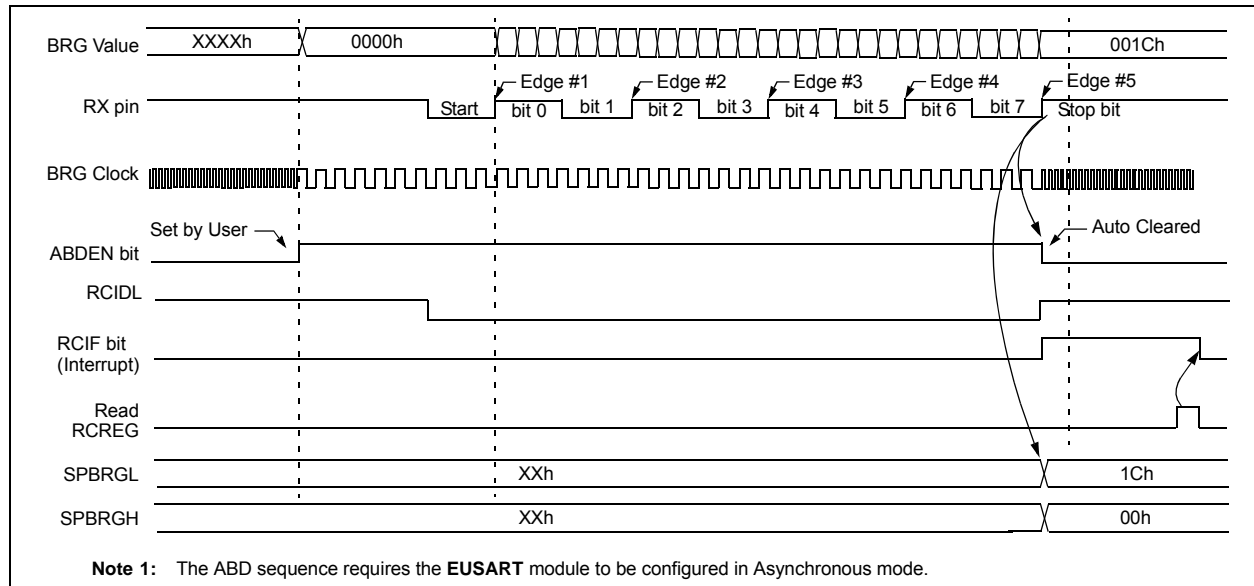 BRG Value XXXXh 0000h 001Ch
Edge #1 Edge #2 Edge #3 Edge #4 Edge #5
RX pin Start bit 0 bit 1 bit 2 bit 3 bit 4 bit 5 bit 6 bit 7 Stop bit
BRG Clock
Set by User Auto Cleared
ABDEN bit
RCIDL
RCIF bit
(Interrupt)
Read
RCREG
SPBRGL XXh 1Ch
SPBRGH XXh 00h
Note 1: The ABD sequence requires the EUSART module to be configured in Asynchronous mode.